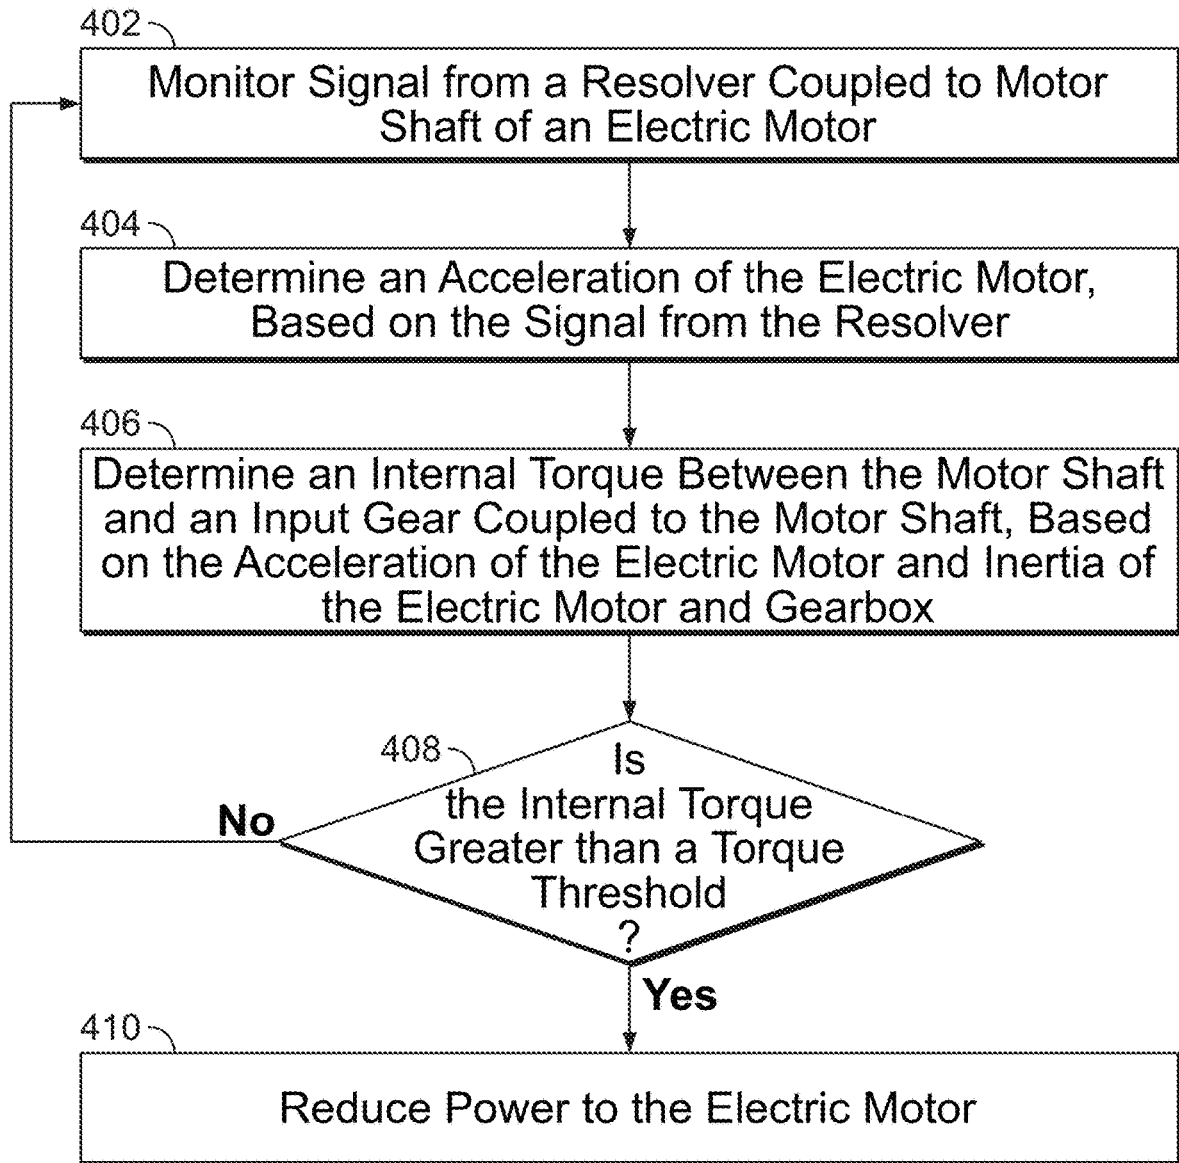 402
Monitor Signal from a Resolver Coupled to Motor
Shaft of an Electric Motor
404
Determine an Acceleration of the Electric Motor,
Based on the Signal from the Resolver
406
Determine an Internal Torque Between the Motor Shaft
and an Input Gear Coupled to the Motor Shaft, Based
on the Acceleration of the Electric Motor and Inertia of
the Electric Motor and Gearbox
408
Is
the Internal Torque
Greater than a Torque
Threshold
?
No
Yes
410
Reduce Power to the Electric Motor